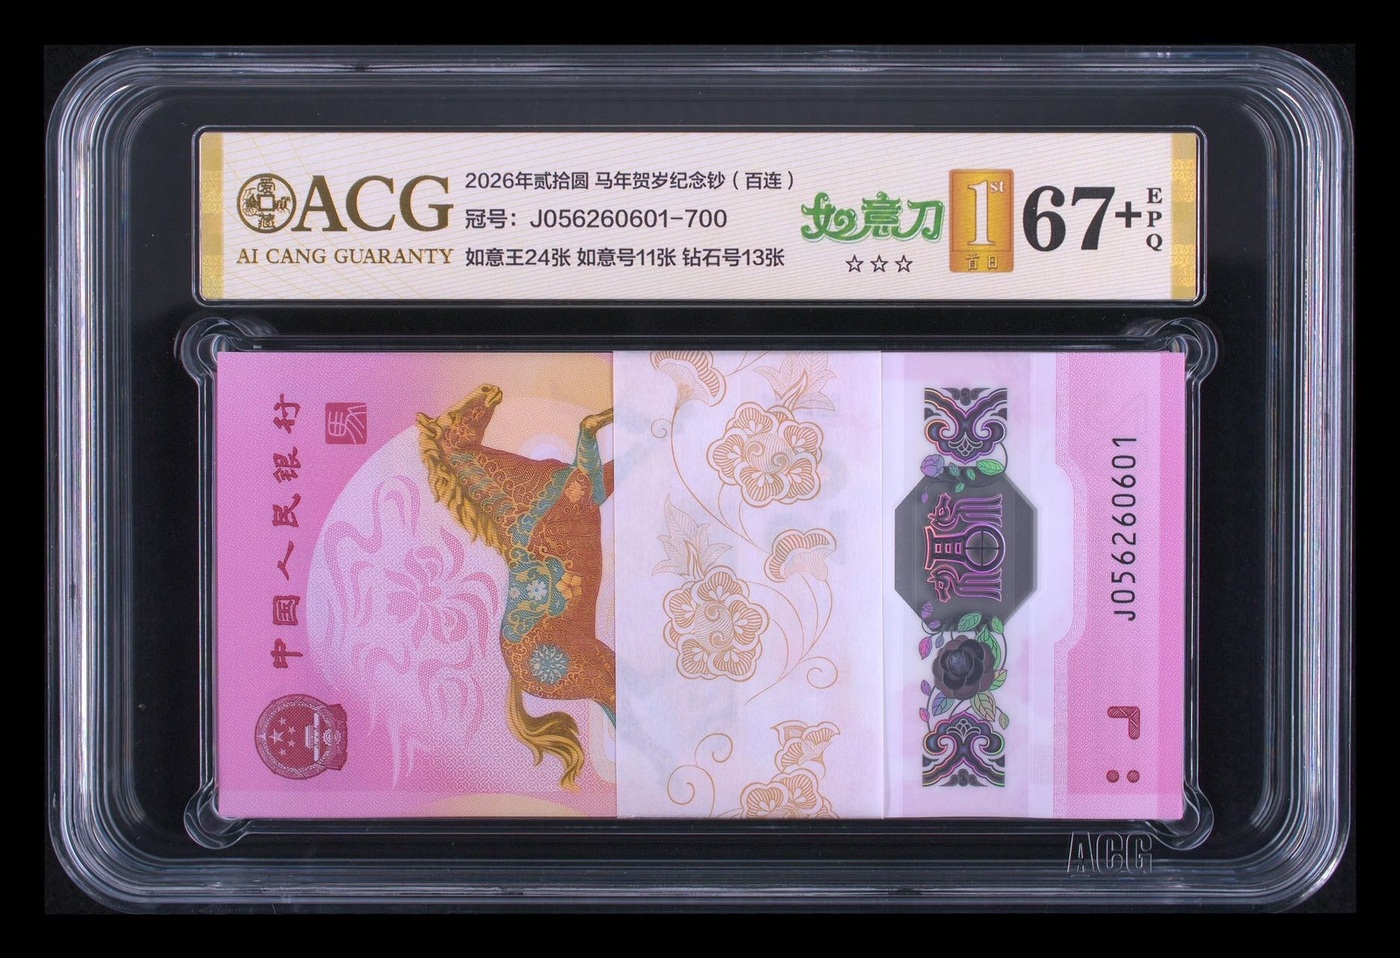 ACG
AI CANG GUARANTY
2026年贰拾圆 马年贺岁纪念钞（百连）
冠号：J056260601-700
如意王24张 如意号11张 钻石号13张
如意刀
☆☆☆
1st
首日
67+
EPQ
中国人民银行
馬
J056260601
ACG